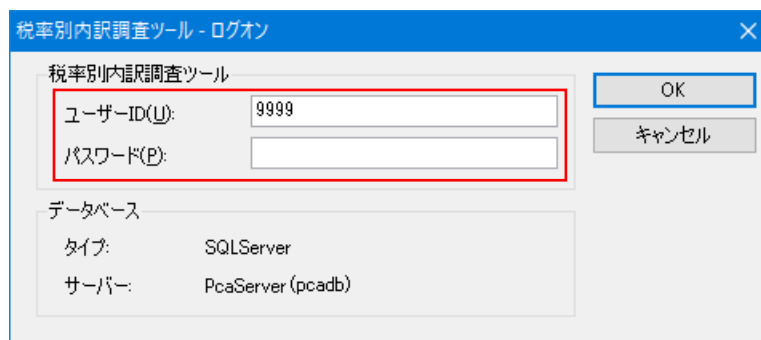 税率別内訳調査ツール - ログオン
税率別内訳調査ツール
ユーザーID(U): 9999
パスワード(P):
OK
キャンセル
データベース
タイプ: SQLServer
サーバー: PcaServer(pcadb)